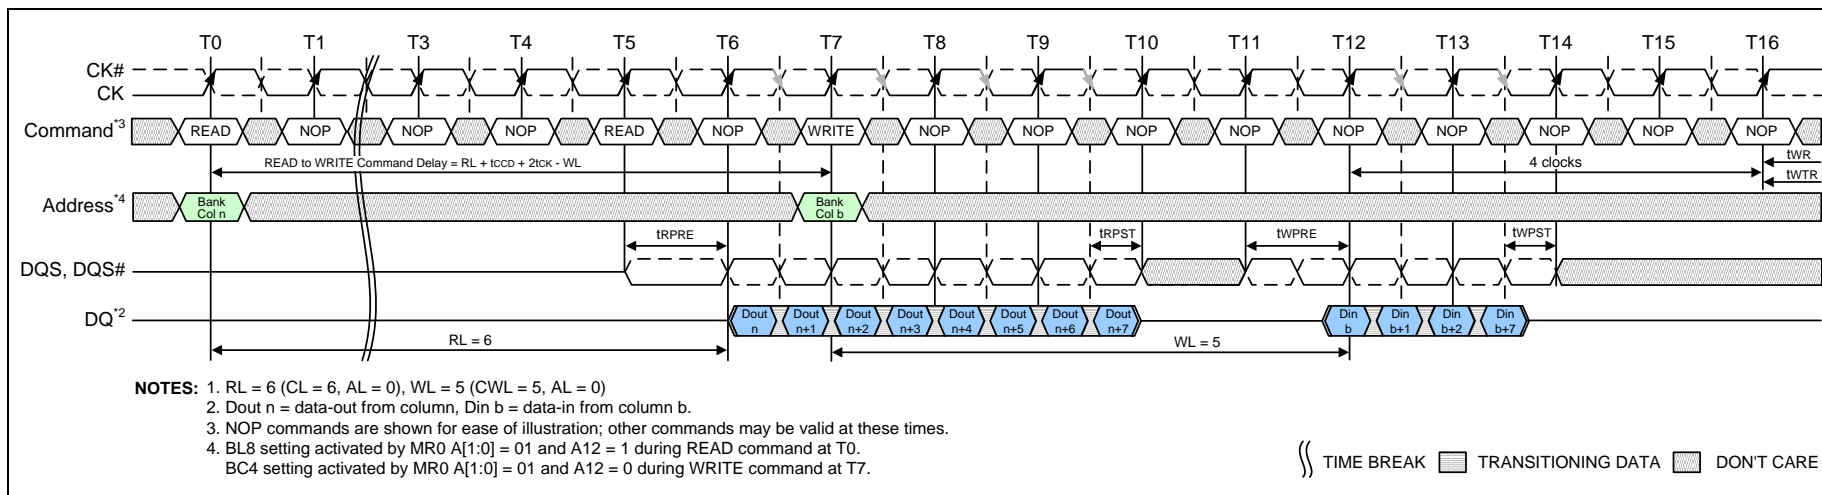 T0 T1 T3 T4 T5 T6 T7 T8 T9 T10 T11 T12 T13 T14 T15 T16
CK#
CK
Command*3 READ NOP NOP NOP READ NOP WRITE NOP NOP NOP NOP NOP NOP NOP NOP NOP
READ to WRITE Command Delay = RL + tCCD + 2tCK - WL
4 clocks
tWR
tWTR
Address*4
Bank
Col n
Bank
Col b
tRPRE
tRPST
tWPRE
tWPST
DQS, DQS#
DQ*2
Dout
n
Dout
n+1
Dout
n+2
Dout
n+3
Dout
n+4
Dout
n+5
Dout
n+6
Dout
n+7
Din
b
Din
b+1
Din
b+2
Din
b+7
RL = 6
WL = 5
NOTES: 1. RL = 6 (CL = 6, AL = 0), WL = 5 (CWL = 5, AL = 0)
2. Dout n = data-out from column, Din b = data-in from column b.
3. NOP commands are shown for ease of illustration; other commands may be valid at these times.
4. BL8 setting activated by MR0 A[1:0] = 01 and A12 = 1 during READ command at T0.
BC4 setting activated by MR0 A[1:0] = 01 and A12 = 0 during WRITE command at T7.
TIME BREAK TRANSITIONING DATA DON'T CARE